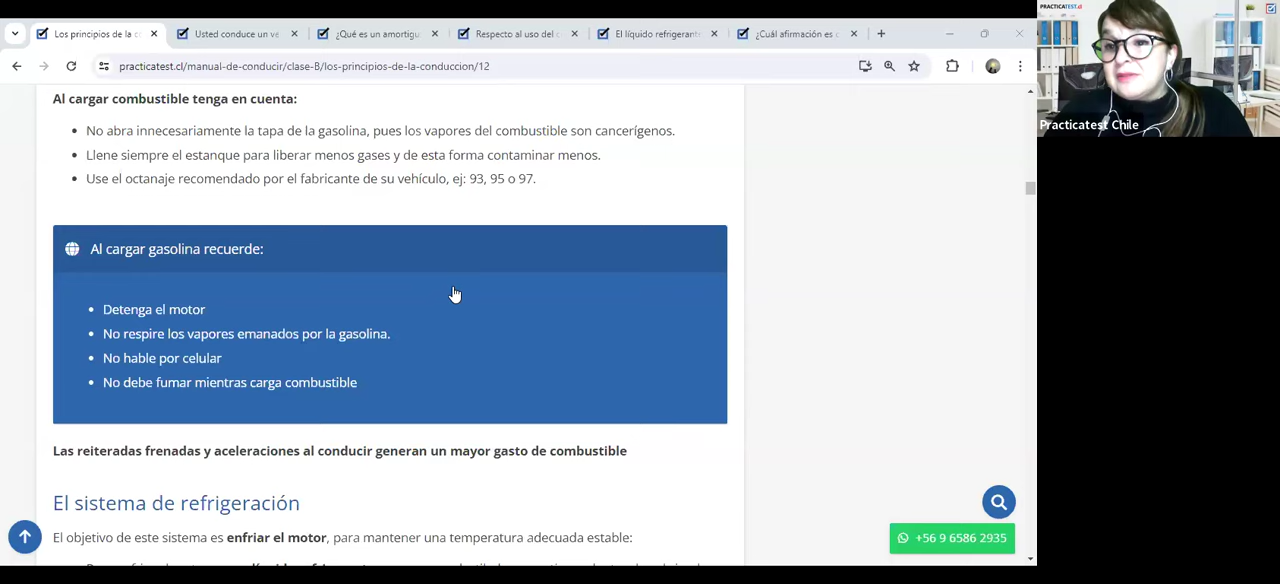 Los principios de la c
Usted conduce un ve
¿Qué es un amortigu
Respecto al uso del
El líquido refrigerant
¿Cuál afirmación es
practicatest.cl/manual-de-conducir/clase-B/los-principios-de-la-conduccion/12
PRACTICATEST.cl
Practicatest Chile
Al cargar combustible tenga en cuenta:
No abra innecesariamente la tapa de la gasolina, pues los vapores del combustible son cancerígenos.
Llene siempre el estanque para liberar menos gases y de esta forma contaminar menos.
Use el octanaje recomendado por el fabricante de su vehículo, ej: 93, 95 o 97.
Al cargar gasolina recuerde:
Detenga el motor
No respire los vapores emanados por la gasolina.
No hable por celular
No debe fumar mientras carga combustible
Las reiteradas frenadas y aceleraciones al conducir generan un mayor gasto de combustible
El sistema de refrigeración
El objetivo de este sistema es enfriar el motor, para mantener una temperatura adecuada estable:
+56 9 6586 2935